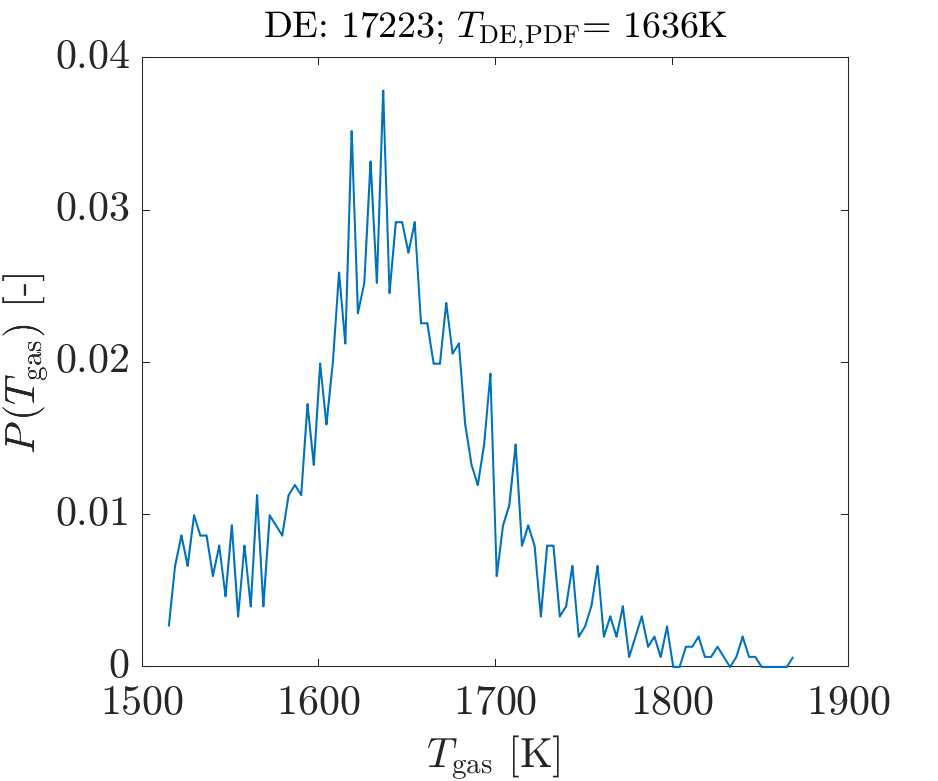 DE: 17223; T_DE,PDF= 1636K
0.04
0.03
0.02
0.01
0
P(T_gas) [-]
1500 1600 1700 1800 1900
T_gas [K]